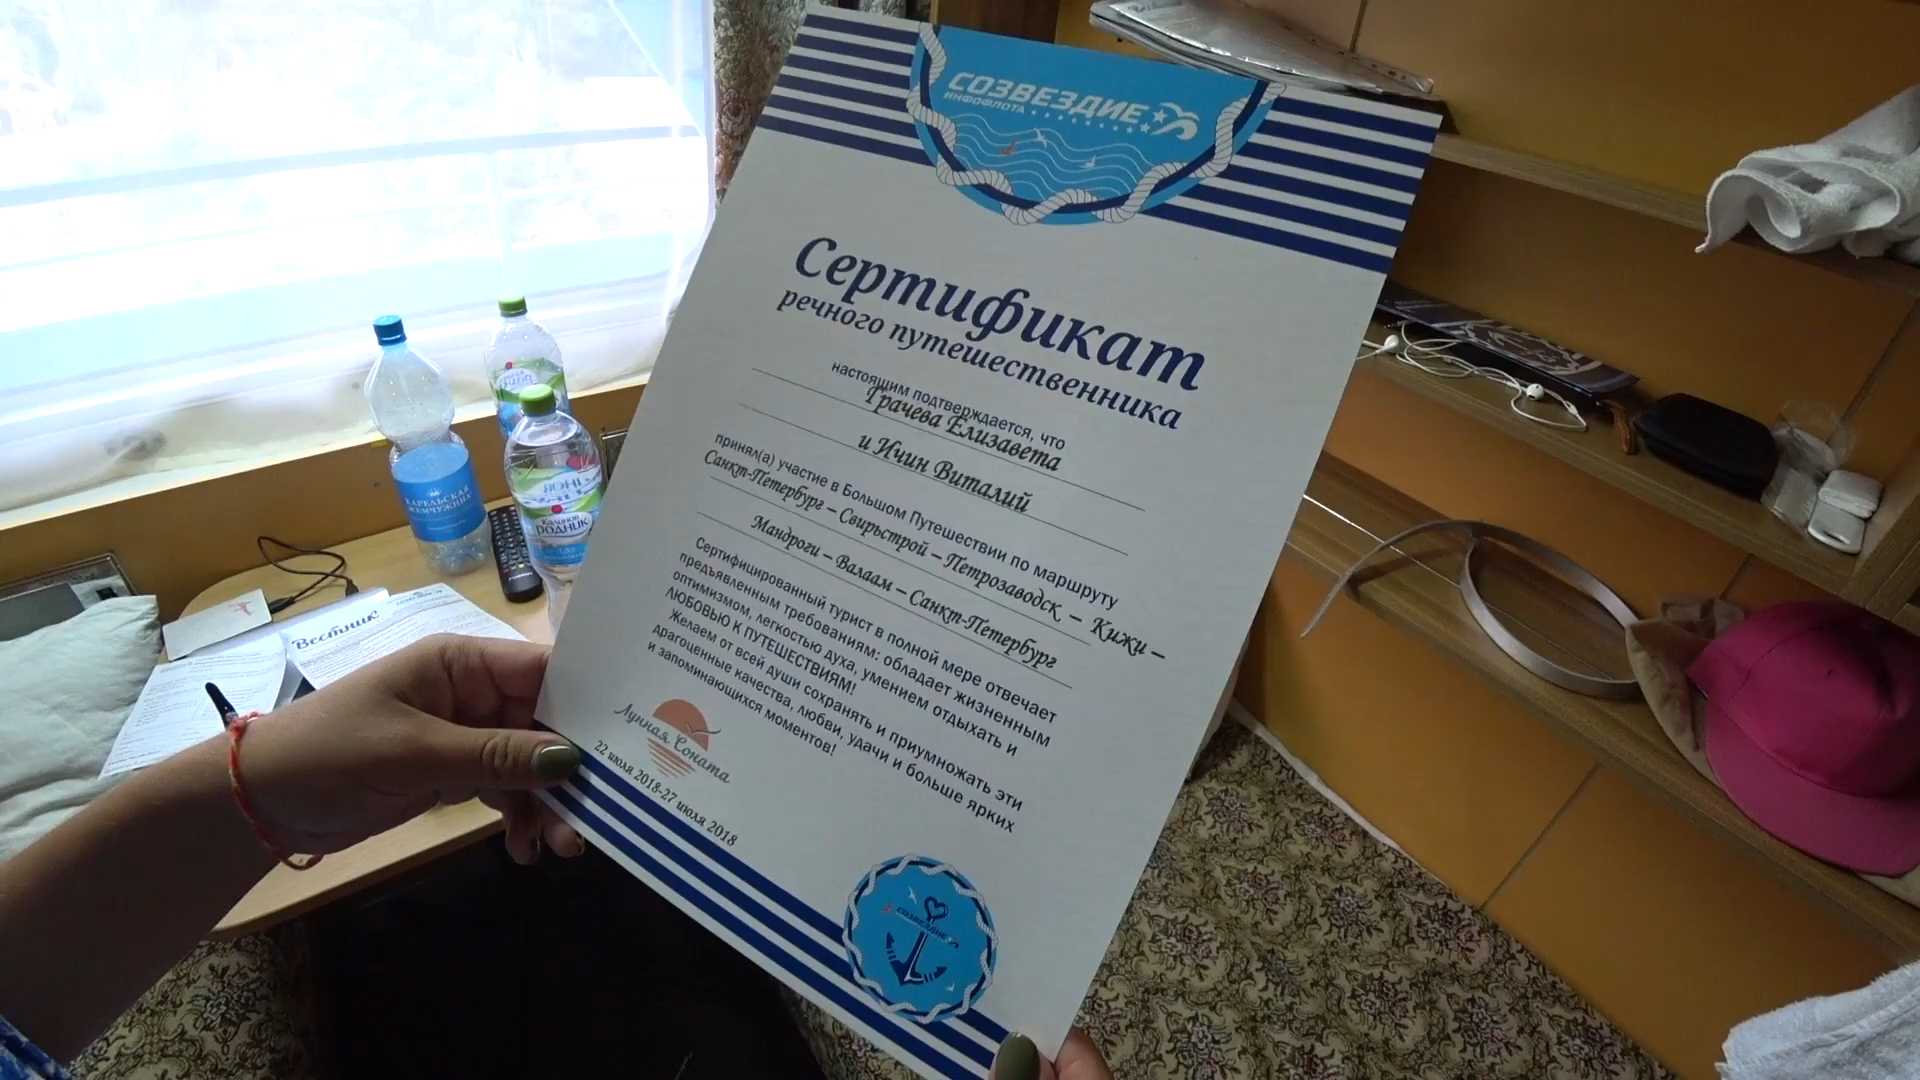 СОЗВЕЗДИЕ
ИНФОФЛОТА
Сертификат
речного путешественника
настоящим подтверждается, что
Грачева Елизавета
и Ичин Виталий
принял(а) участие в Большом Путешествии по маршруту
Санкт-Петербург – Свирьстрой – Петрозаводск – Кижи –
Мандроги – Валаам – Санкт-Петербург
Сертифицированный турист в полной мере отвечает
предъявленным требованиям: обладает жизненным
оптимизмом, легкостью духа, умением отдыхать и
ЛЮБОВЬЮ К ПУТЕШЕСТВИЯМ!
Желаем от всей души сохранять и приумножать эти
драгоценные качества, любви, удачи и больше ярких
и запоминающихся моментов!
Лунная Соната
22 июля 2018-27 июля 2018
СОЗВЕЗДИЕ
КАРЕЛЬСКАЯ
ЖЕМЧУЖИНА
Калинов
РОДНИК
Вестник